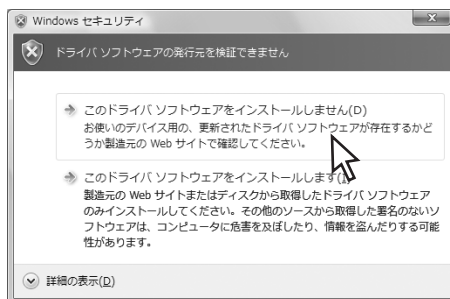 Windows セキュリティ
ドライバ ソフトウェアの発行元を検証できません
このドライバ ソフトウェアをインストールしません(D)
お使いのデバイス用の、更新されたドライバ ソフトウェアが存在するかど
うか製造元の Web サイトで確認してください。
このドライバ ソフトウェアをインストールします(I)
製造元の Web サイトまたはディスクから取得したドライバ ソフトウェア
のみインストールしてください。その他のソースから取得した署名のないソ
フトウェアは、コンピュータに危害を及ぼしたり、情報を盗んだりする可能
性があります。
詳細の表示(D)